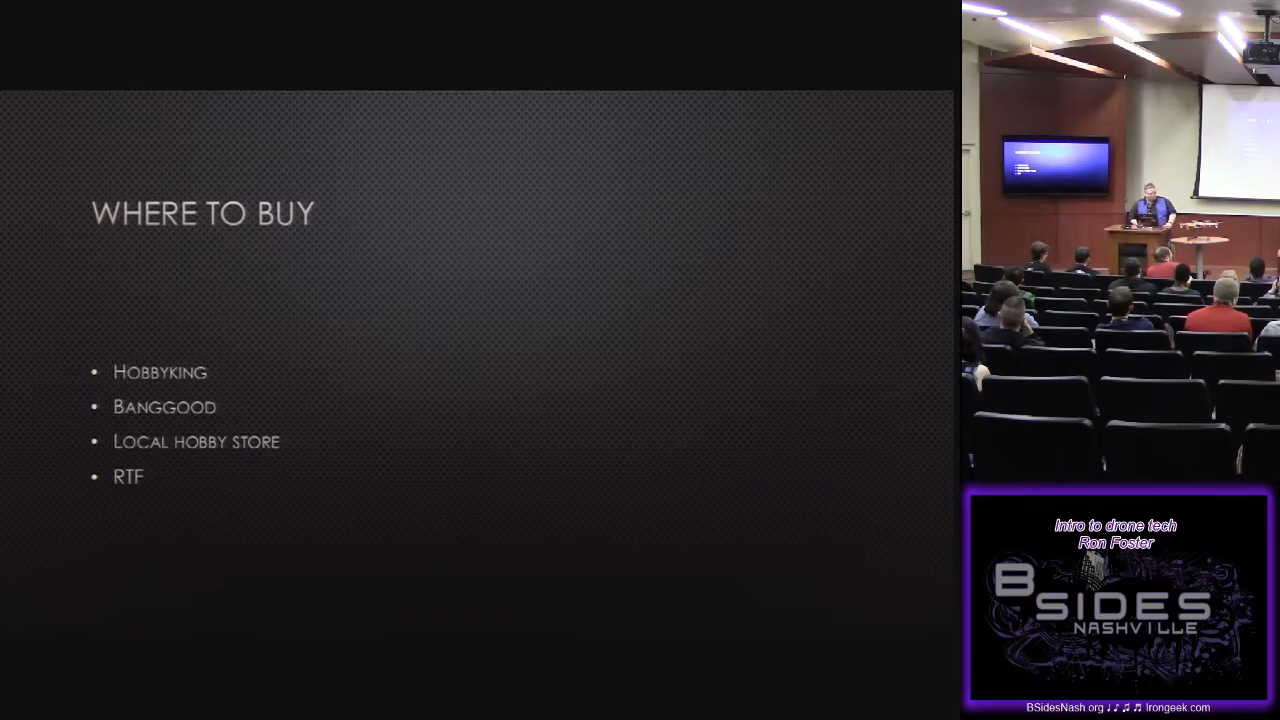 WHERE TO BUY
• HOBBYKING
• BANGGOOD
• LOCAL HOBBY STORE
• RTF
Intro to drone tech
Ron Foster
B
SIDES
NASHVILLE
BSidesNash.org ♩ ♪ ♫ ♬ Irongeek.com